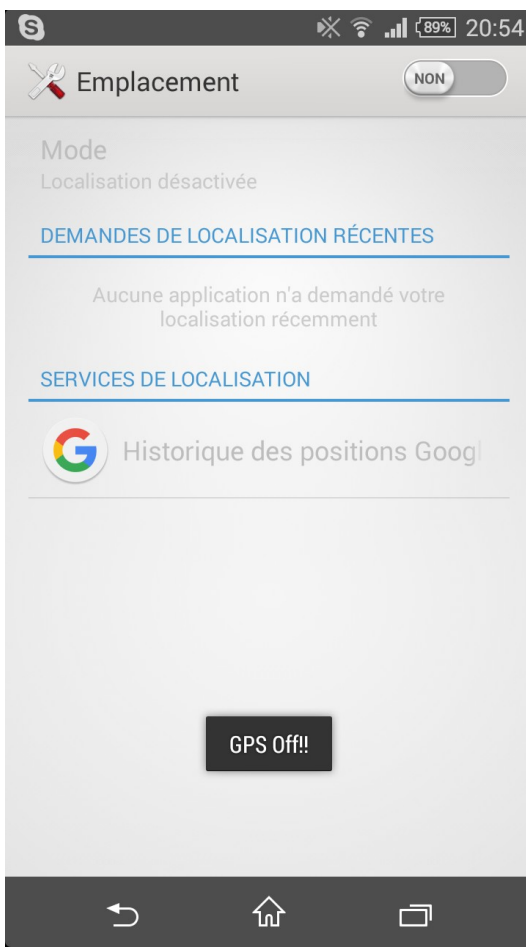 89% 20:54
Emplacement NON
Mode
Localisation désactivée
DEMANDES DE LOCALISATION RÉCENTES
Aucune application n'a demandé votre
localisation récemment
SERVICES DE LOCALISATION
Historique des positions Googl
GPS Off!!